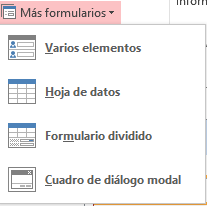 Más formularios
Varios elementos
Hoja de datos
Formulario dividido
Cuadro de diálogo modal